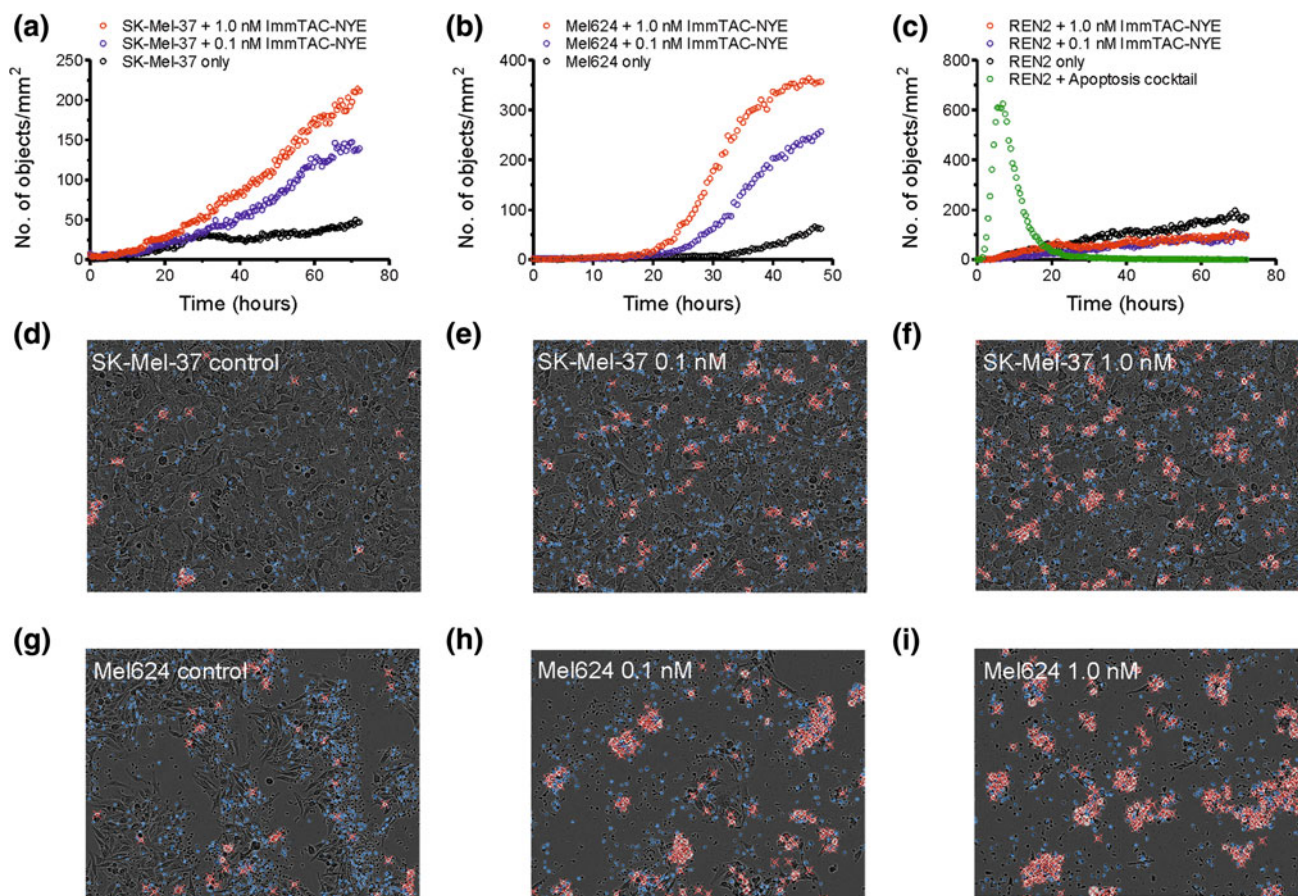 (a)
SK-Mel-37 + 1.0 nM ImmTAC-NYE
SK-Mel-37 + 0.1 nM ImmTAC-NYE
SK-Mel-37 only
250
200
150
100
50
0
No. of objects/mm²
0 20 40 60 80
Time (hours)
(b)
Mel624 + 1.0 nM ImmTAC-NYE
Mel624 + 0.1 nM ImmTAC-NYE
Mel624 only
400
300
200
100
0
No. of objects/mm²
0 10 20 30 40 50
Time (hours)
(c)
REN2 + 1.0 nM ImmTAC-NYE
REN2 + 0.1 nM ImmTAC-NYE
REN2 only
REN2 + Apoptosis cocktail
800
600
400
200
0
No. of objects/mm²
0 20 40 60 80
Time (hours)
(d)
SK-Mel-37 control
(e)
SK-Mel-37 0.1 nM
(f)
SK-Mel-37 1.0 nM
(g)
Mel624 control
(h)
Mel624 0.1 nM
(i)
Mel624 1.0 nM